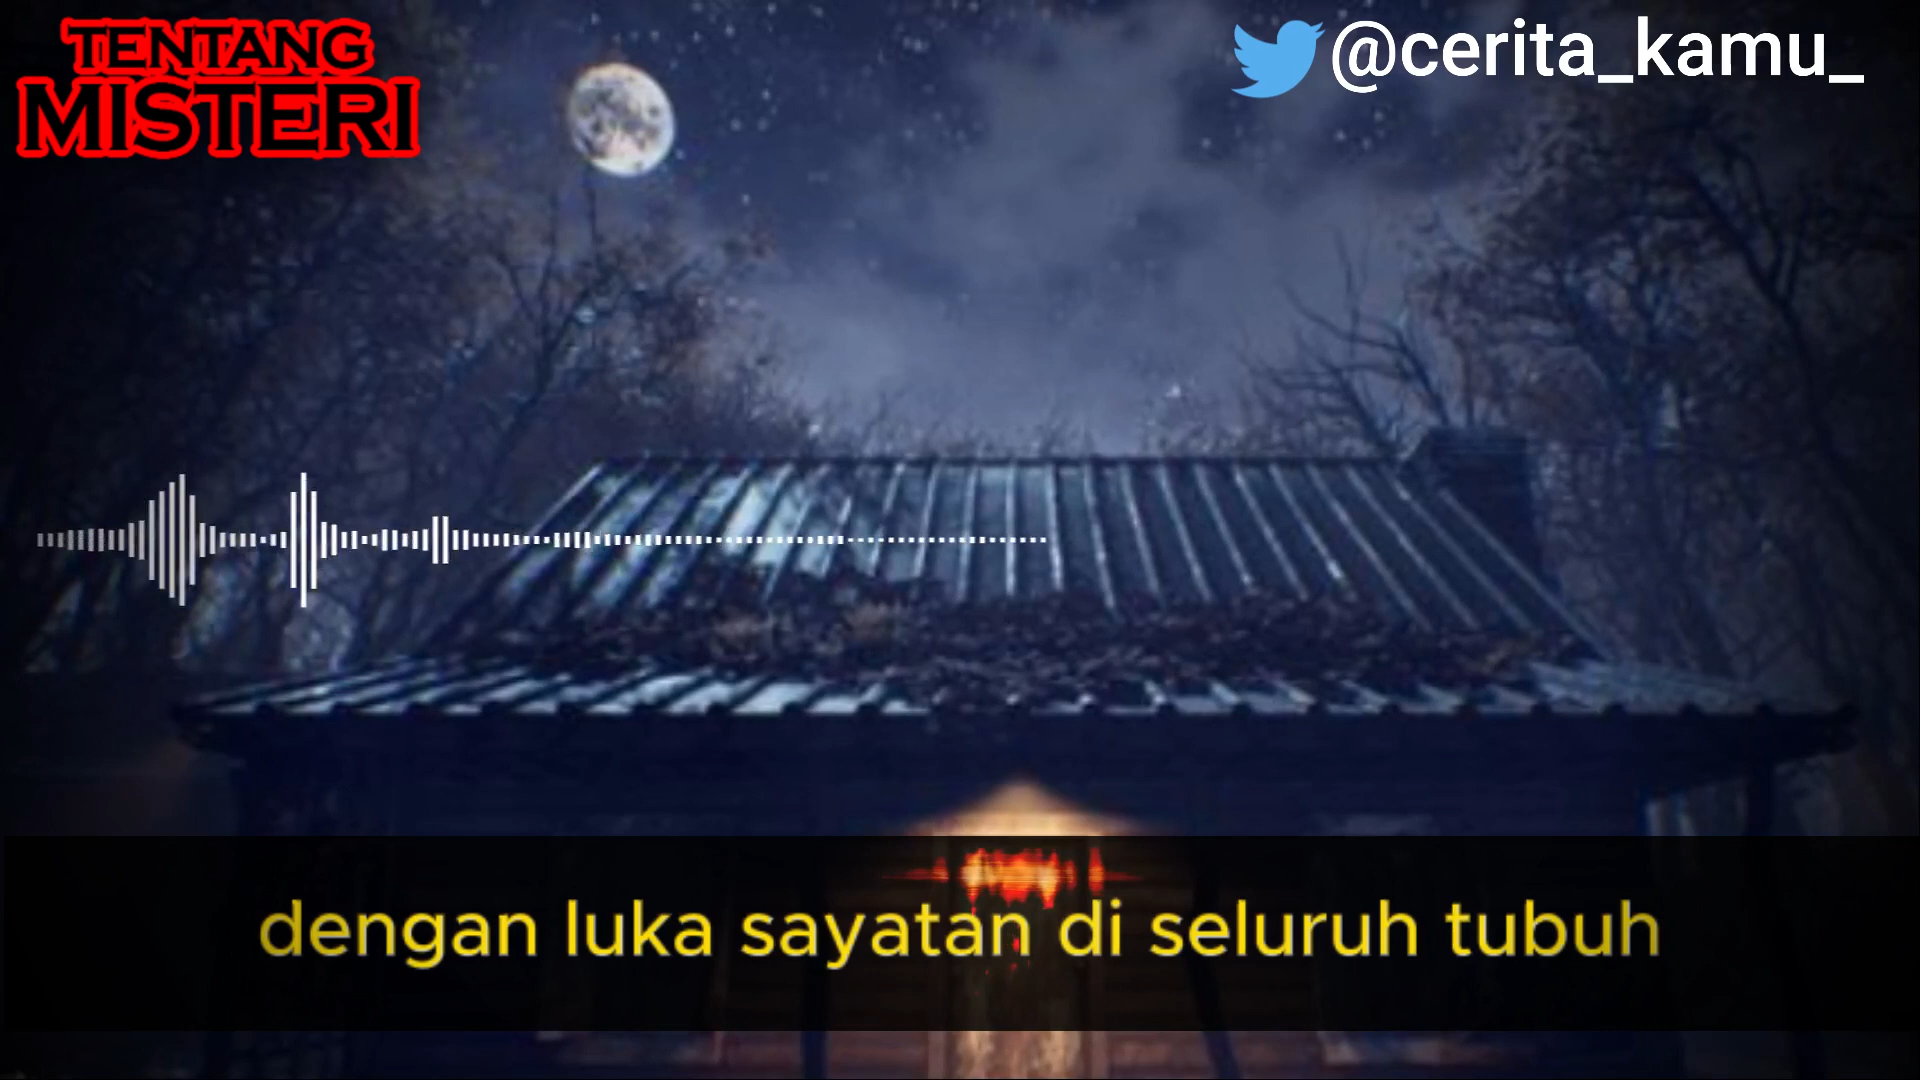 TENTANG
MISTERI
@cerita_kamu_
dengan luka sayatan di seluruh tubuh